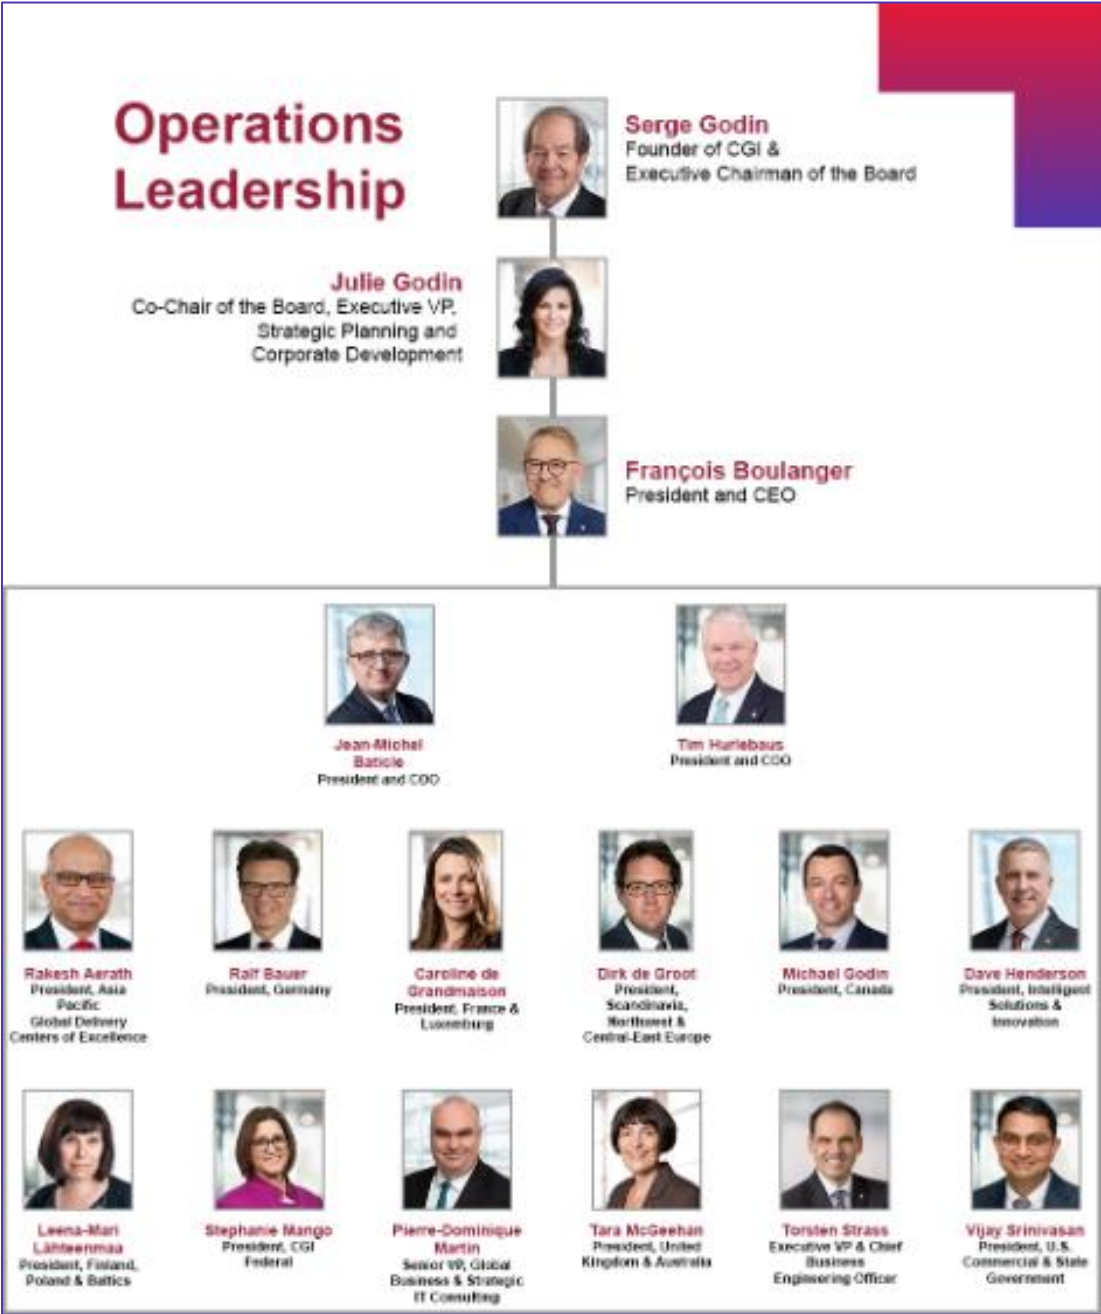 Operations
Leadership
Serge Godin
Founder of CGI &
Executive Chairman of the Board
Julie Godin
Co-Chair of the Board, Executive VP,
Strategic Planning and
Corporate Development
François Boulanger
President and CEO
Jean-Michel
Baticle
President and COO
Tim Hurlebaus
President and COO
Rakesh Aerath
President, Asia
Pacific
Global Delivery
Centers of Excellence
Ralf Bauer
President, Germany
Caroline de
Grandmaison
President, France &
Luxemburg
Dirk de Groot
President,
Scandinavia,
Northwest &
Central-East Europe
Michael Godin
President, Canada
Dave Henderson
President, Intelligent
Solutions &
Innovation
Leena-Mari
Lähteenmaa
President, Finland,
Poland & Baltics
Stephanie Mango
President, CGI
Federal
Pierre-Dominique
Martin
Senior VP, Global
Business & Strategic
IT Consulting
Tara McGeehan
President, United
Kingdom & Australia
Torsten Strass
Executive VP & Chief
Business
Engineering Officer
Vijay Srinivasan
President, U.S.
Commercial & State
Government